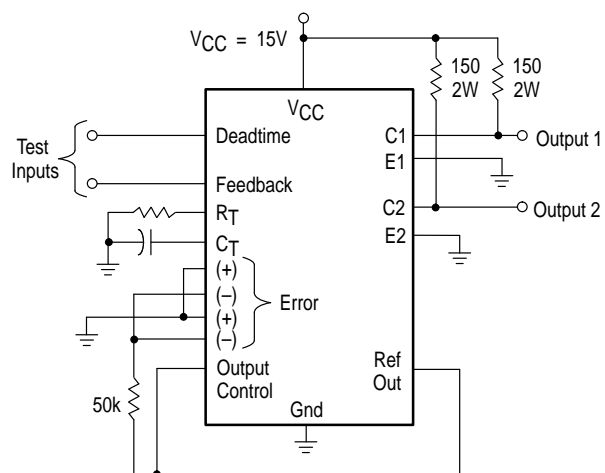 VCC = 15V
150
2W
150
2W
VCC
Test
Inputs
Deadtime
Feedback
RT
CT
(+)
(–)
(+)
(–)
Error
Output
Control
50k
Gnd
C1
E1
C2
E2
Ref
Out
Output 1
Output 2